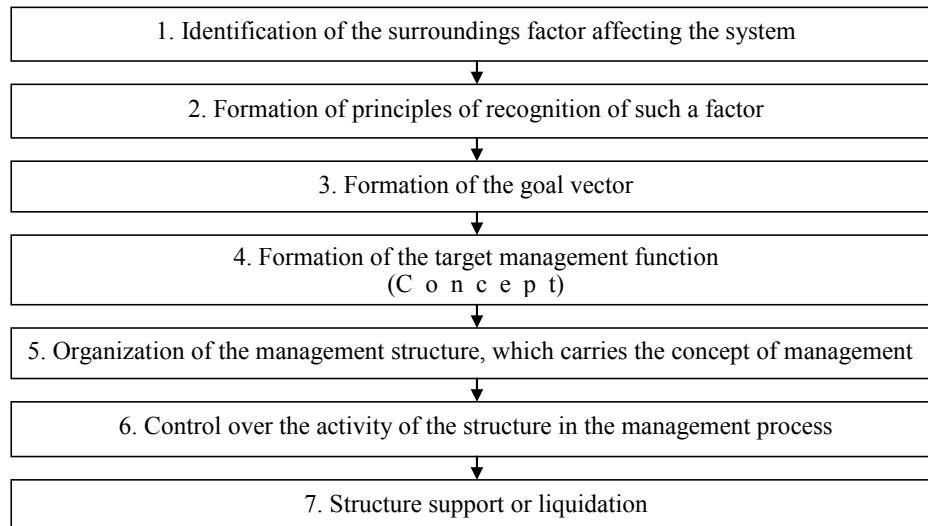 1. Identification of the surroundings factor affecting the system
2. Formation of principles of recognition of such a factor
3. Formation of the goal vector
4. Formation of the target management function
(C o n c e p t)
5. Organization of the management structure, which carries the concept of management
6. Control over the activity of the structure in the management process
7. Structure support or liquidation